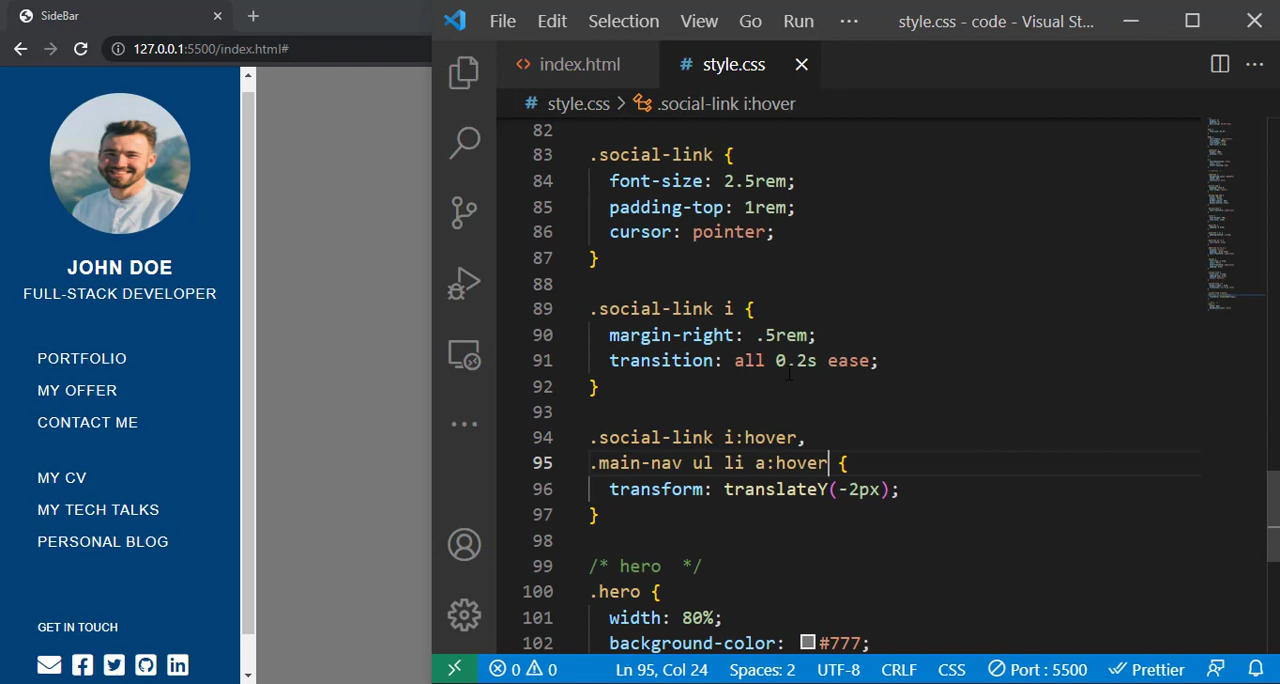 SideBar
127.0.0.1:5500/index.html#
JOHN DOE
FULL-STACK DEVELOPER
PORTFOLIO
MY OFFER
CONTACT ME
MY CV
MY TECH TALKS
PERSONAL BLOG
GET IN TOUCH
File Edit Selection View Go Run ··· style.css - code - Visual St...
index.html # style.css
# style.css > .social-link i:hover
82
83 .social-link {
84 font-size: 2.5rem;
85 padding-top: 1rem;
86 cursor: pointer;
87 }
88
89 .social-link i {
90 margin-right: .5rem;
91 transition: all 0.2s ease;
92 }
93
94 .social-link i:hover,
95 .main-nav ul li a:hover {
96 transform: translateY(-2px);
97 }
98
99 /* hero  */
100 .hero {
101 width: 80%;
102 background-color: #777;
0 0 Ln 95, Col 24 Spaces: 2 UTF-8 CRLF CSS Port : 5500 Prettier